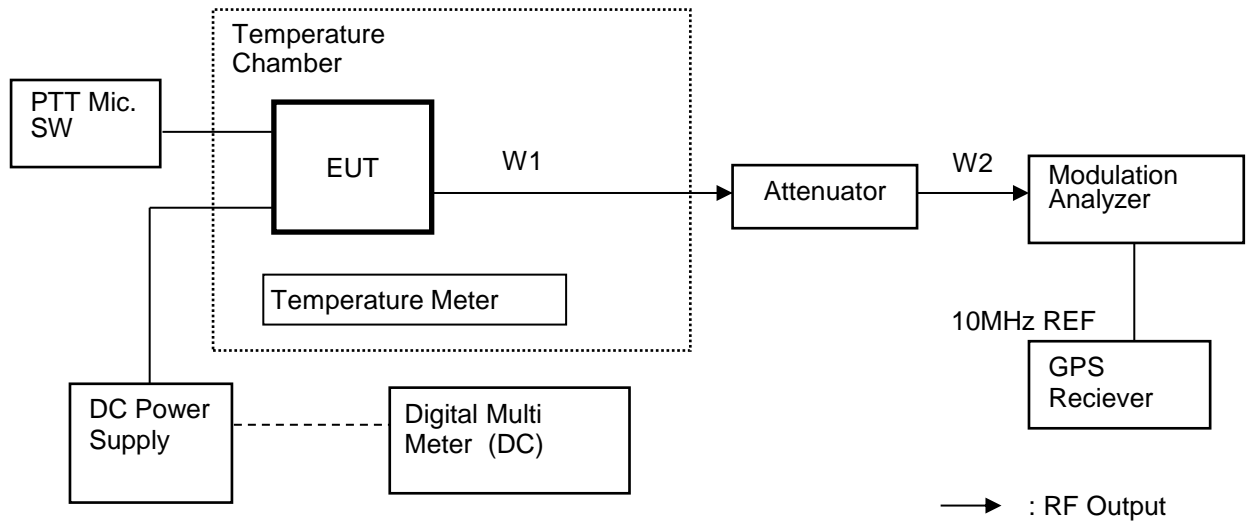 Temperature
Chamber
PTT Mic.
SW
EUT
W1
Attenuator
W2
Modulation
Analyzer
Temperature Meter
10MHz REF
GPS
Reciever
DC Power
Supply
Digital Multi
Meter (DC)
: RF Output